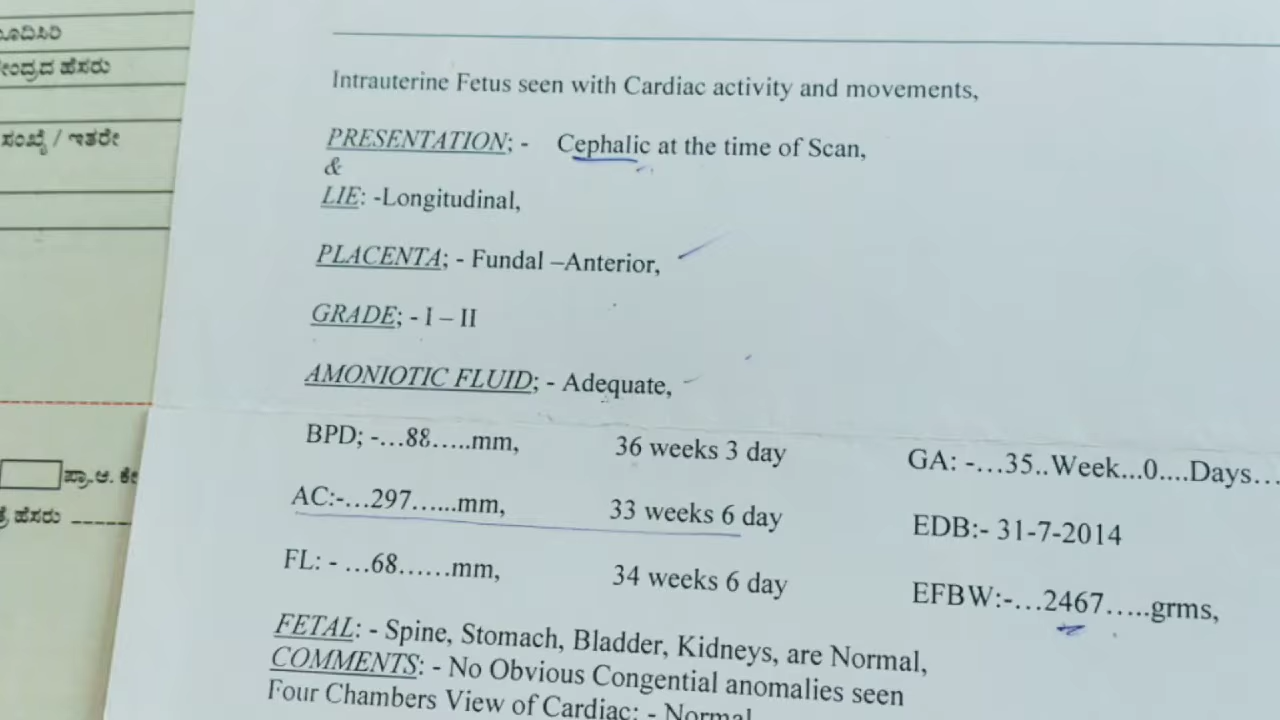 ಕೇಂದ್ರದ ಹೆಸರು
ಸಂಖ್ಯೆ / ಇತರೇ
ಹೆಸರು
Intrauterine Fetus seen with Cardiac activity and movements,
PRESENTATION; - Cephalic at the time of Scan,
&
LIE: -Longitudinal,
PLACENTA; - Fundal –Anterior,
GRADE; - I – II
AMONIOTIC FLUID; - Adequate,
BPD; -...88.....mm, 36 weeks 3 day GA: -...35..Week...0....Days...
AC:-...297......mm, 33 weeks 6 day EDB:- 31-7-2014
FL: - ...68......mm, 34 weeks 6 day EFBW:-...2467.....grms,
FETAL: - Spine, Stomach, Bladder, Kidneys, are Normal,
COMMENTS: - No Obvious Congential anomalies seen
Four Chambers View of Cardiac: - Normal